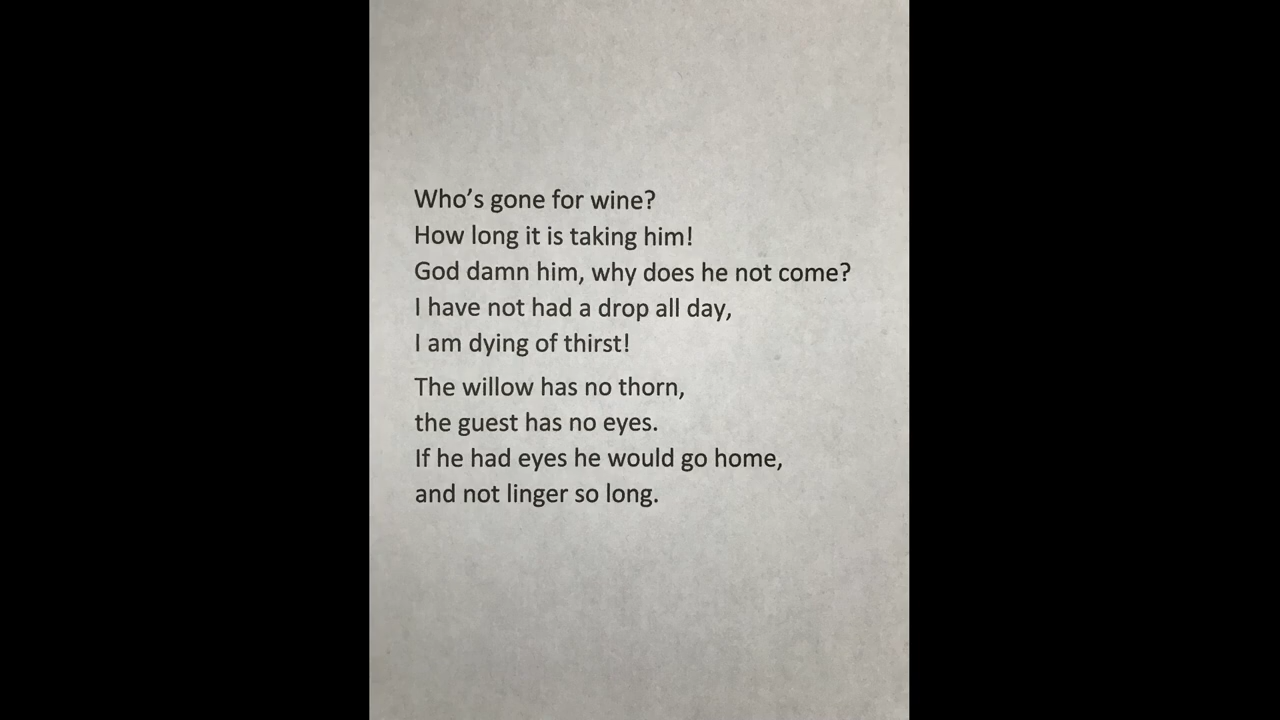 Who’s gone for wine?
How long it is taking him!
God damn him, why does he not come?
I have not had a drop all day,
I am dying of thirst!
The willow has no thorn,
the guest has no eyes.
If he had eyes he would go home,
and not linger so long.